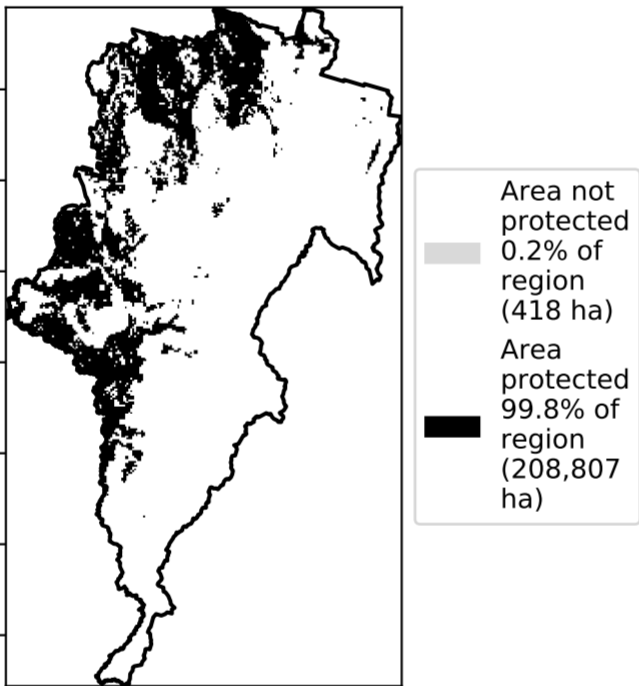 Area not
protected
0.2% of
region
(418 ha)
Area
protected
99.8% of
region
(208,807
ha)